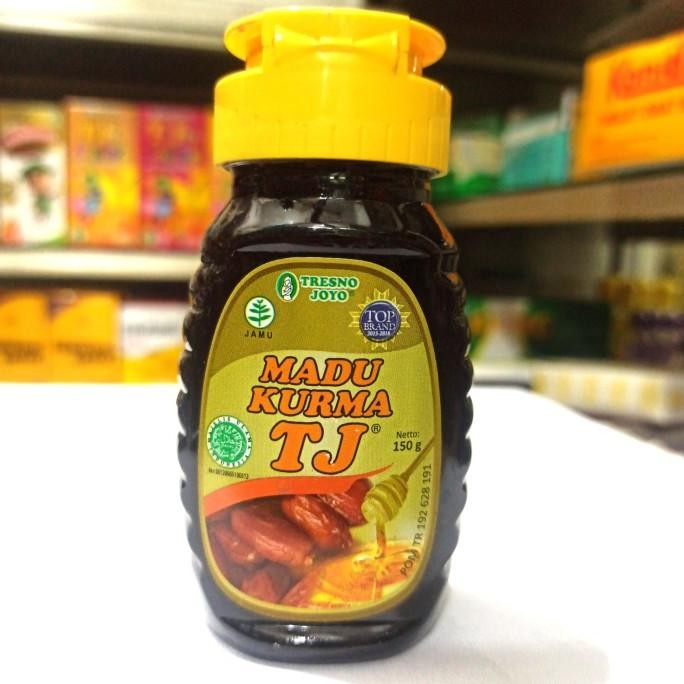 TRESNO
JOYO
JAMU
TOP
BRAND
MADU
KURMA
TJ®
Netto:
150 g
POM TR 192 628 191